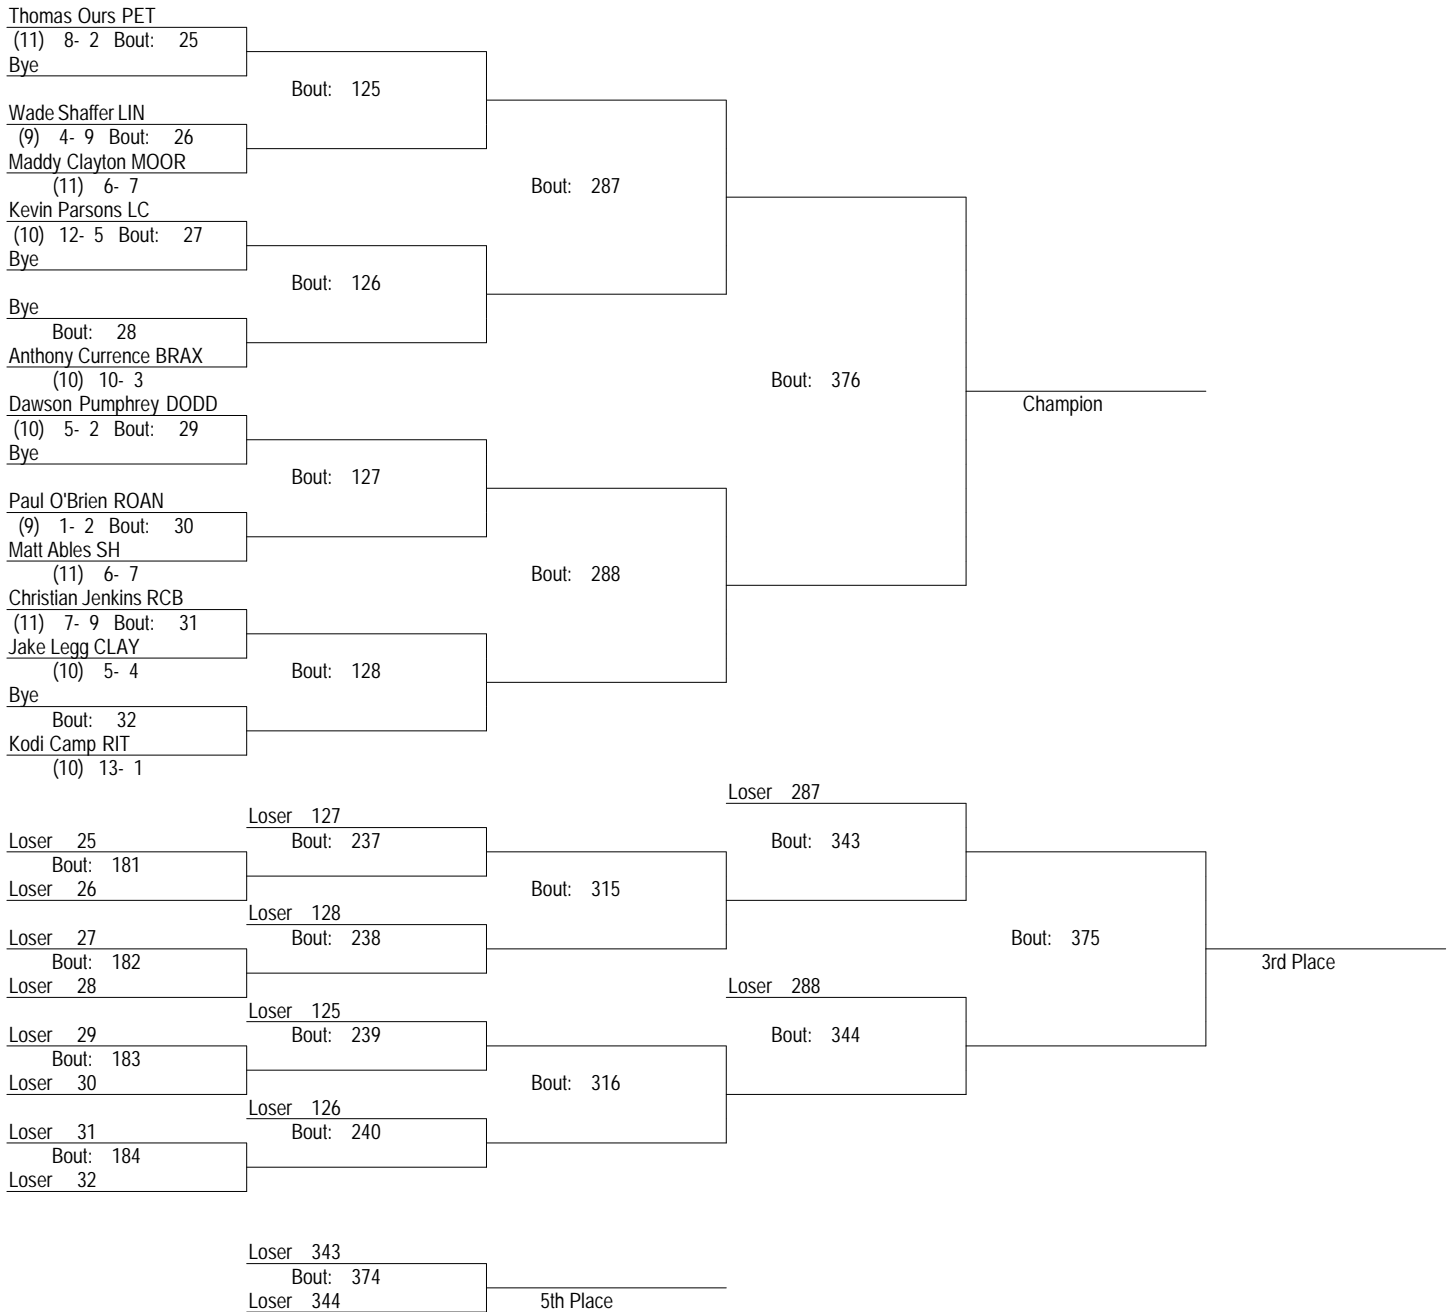 Thomas Ours PET
(11) 8- 2 Bout: 25
Bye
Bout: 125
Wade Shaffer LIN
(9) 4- 9 Bout: 26
Maddy Clayton MOOR
(11) 6- 7
Bout: 287
Kevin Parsons LC
(10) 12- 5 Bout: 27
Bye
Bout: 126
Bye
Bout: 28
Anthony Currence BRAX
(10) 10- 3
Bout: 376
Champion
Dawson Pumphrey DODD
(10) 5- 2 Bout: 29
Bye
Bout: 127
Paul O'Brien ROAN
(9) 1- 2 Bout: 30
Matt Ables SH
(11) 6- 7
Bout: 288
Christian Jenkins RCB
(11) 7- 9 Bout: 31
Jake Legg CLAY
(10) 5- 4
Bout: 128
Bye
Bout: 32
Kodi Camp RIT
(10) 13- 1
Loser 287
Loser 127
Loser 25
Bout: 237
Bout: 343
Bout: 181
Loser 26
Bout: 315
Loser 128
Loser 27
Bout: 238
Bout: 375
Bout: 182
3rd Place
Loser 28
Loser 288
Loser 125
Loser 29
Bout: 239
Bout: 344
Bout: 183
Loser 30
Bout: 316
Loser 126
Loser 31
Bout: 240
Bout: 184
Loser 32
Loser 343
Bout: 374
Loser 344
5th Place